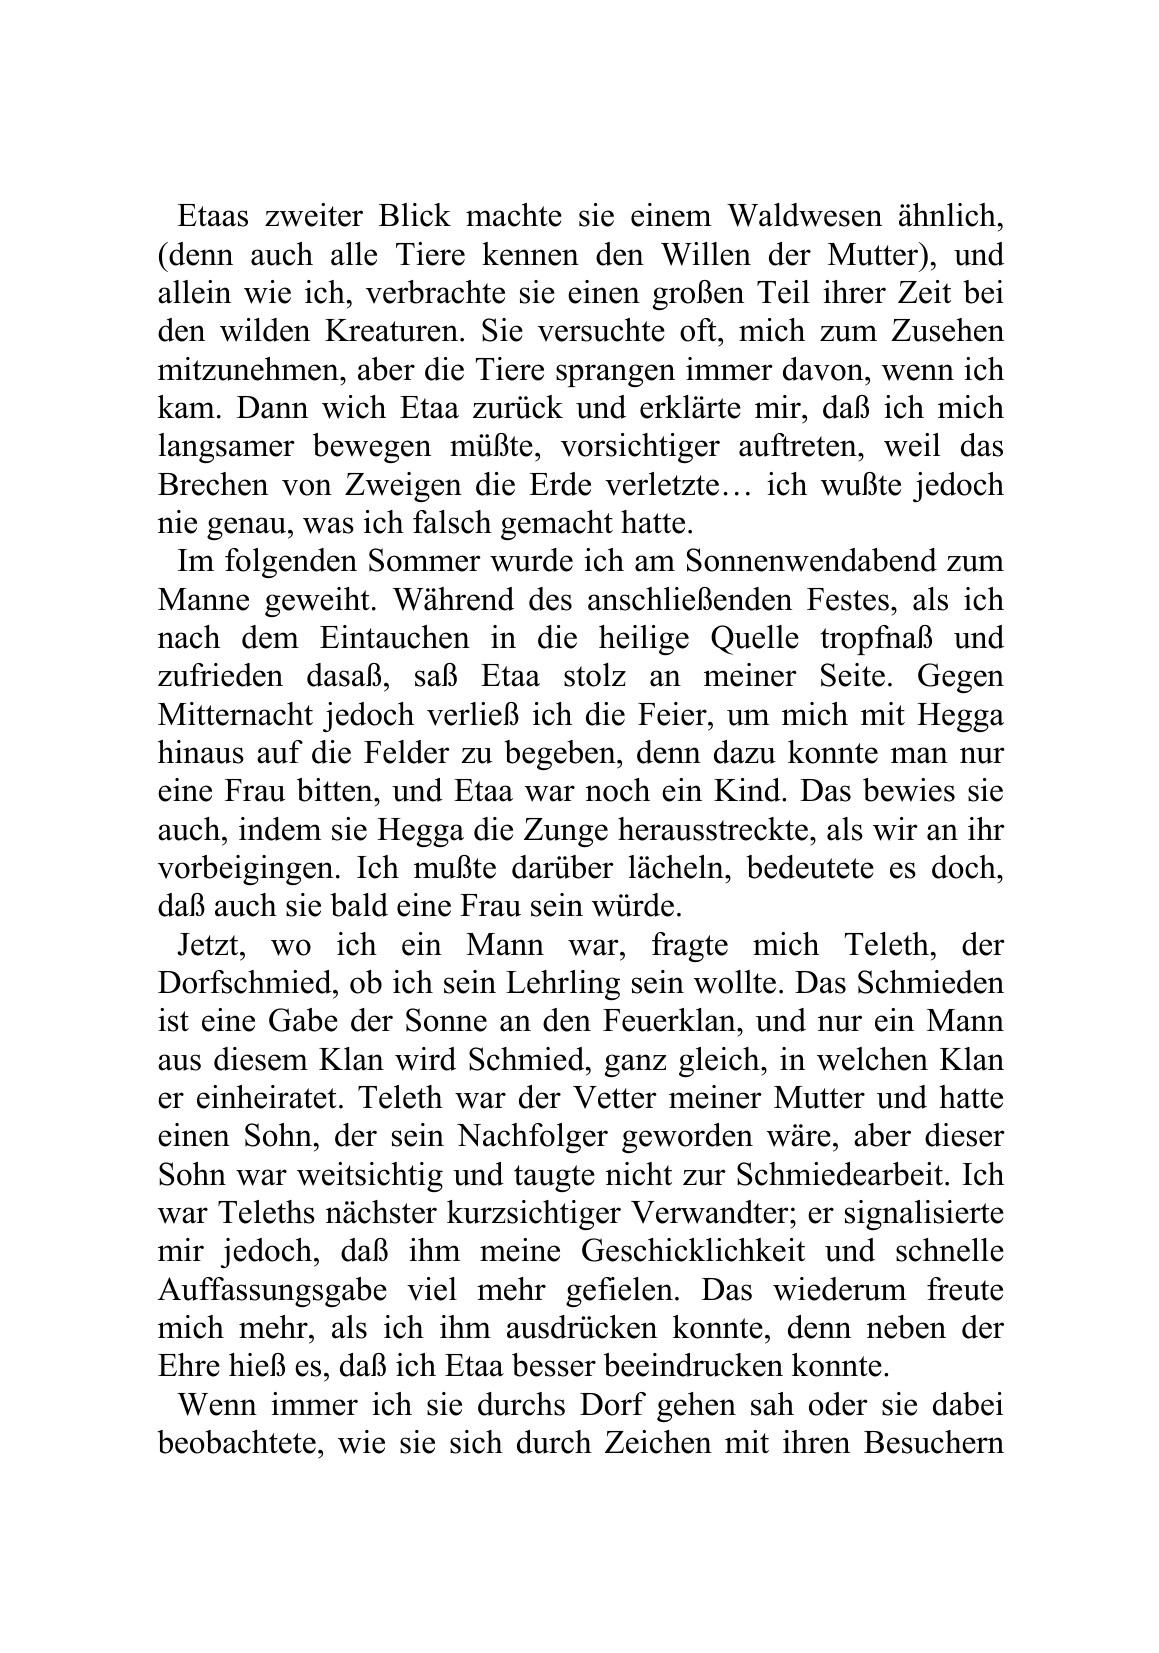 Etaas zweiter Blick machte sie einem Waldwesen ähnlich,
(denn auch alle Tiere kennen den Willen der Mutter), und
allein wie ich, verbrachte sie einen großen Teil ihrer Zeit bei
den wilden Kreaturen. Sie versuchte oft, mich zum Zusehen
mitzunehmen, aber die Tiere sprangen immer davon, wenn ich
kam. Dann wich Etaa zurück und erklärte mir, daß ich mich
langsamer bewegen müßte, vorsichtiger auftreten, weil das
Brechen von Zweigen die Erde verletzte… ich wußte jedoch
nie genau, was ich falsch gemacht hatte.
Im folgenden Sommer wurde ich am Sonnenwendabend zum
Manne geweiht. Während des anschließenden Festes, als ich
nach dem Eintauchen in die heilige Quelle tropfnaß und
zufrieden dasaß, saß Etaa stolz an meiner Seite. Gegen
Mitternacht jedoch verließ ich die Feier, um mich mit Hegga
hinaus auf die Felder zu begeben, denn dazu konnte man nur
eine Frau bitten, und Etaa war noch ein Kind. Das bewies sie
auch, indem sie Hegga die Zunge herausstreckte, als wir an ihr
vorbeigingen. Ich mußte darüber lächeln, bedeutete es doch,
daß auch sie bald eine Frau sein würde.
Jetzt, wo ich ein Mann war, fragte mich Teleth, der
Dorfschmied, ob ich sein Lehrling sein wollte. Das Schmieden
ist eine Gabe der Sonne an den Feuerklan, und nur ein Mann
aus diesem Klan wird Schmied, ganz gleich, in welchen Klan
er einheiratet. Teleth war der Vetter meiner Mutter und hatte
einen Sohn, der sein Nachfolger geworden wäre, aber dieser
Sohn war weitsichtig und taugte nicht zur Schmiedearbeit. Ich
war Teleths nächster kurzsichtiger Verwandter; er signalisierte
mir jedoch, daß ihm meine Geschicklichkeit und schnelle
Auffassungsgabe viel mehr gefielen. Das wiederum freute
mich mehr, als ich ihm ausdrücken konnte, denn neben der
Ehre hieß es, daß ich Etaa besser beeindrucken konnte.
Wenn immer ich sie durchs Dorf gehen sah oder sie dabei
beobachtete, wie sie sich durch Zeichen mit ihren Besuchern